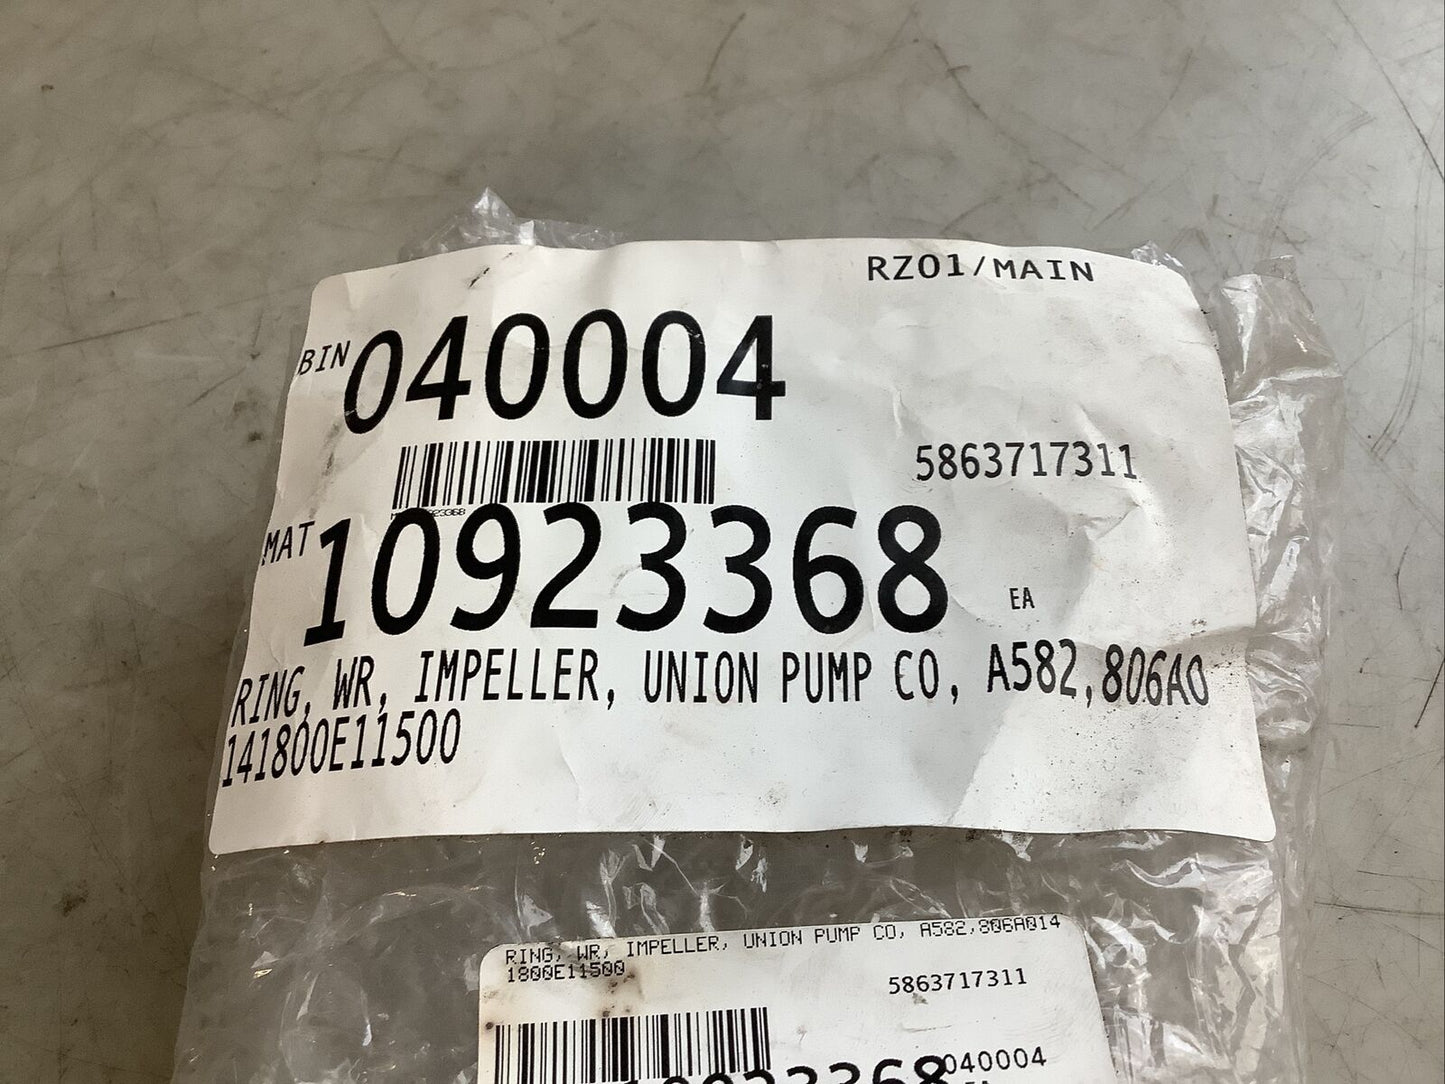 RZ01/MAIN
BIN 040004
5863717311
MAT 10923368 EA
RING, WR, IMPELLER, UNION PUMP CO, A582,806A0
141800E11500
RING, WR, IMPELLER, UNION PUMP CO, A582,806A014
1800E11500
5863717311
10923368
040004